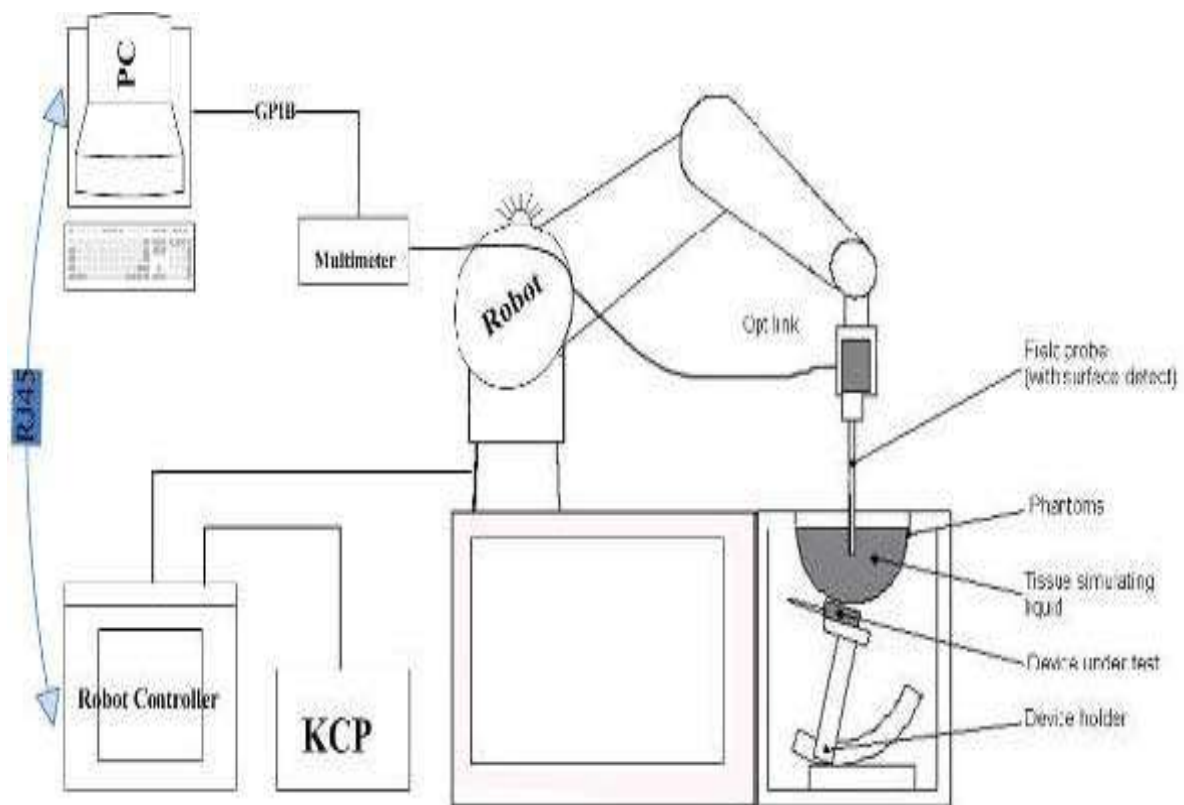 PC
GPIB
Multimeter
Robot
Opt link
Field probe
(with surface detect)
Phantoms
Tissue simulating
liquid
Device under test
Device holder
RJ45
Robot Controller
KCP